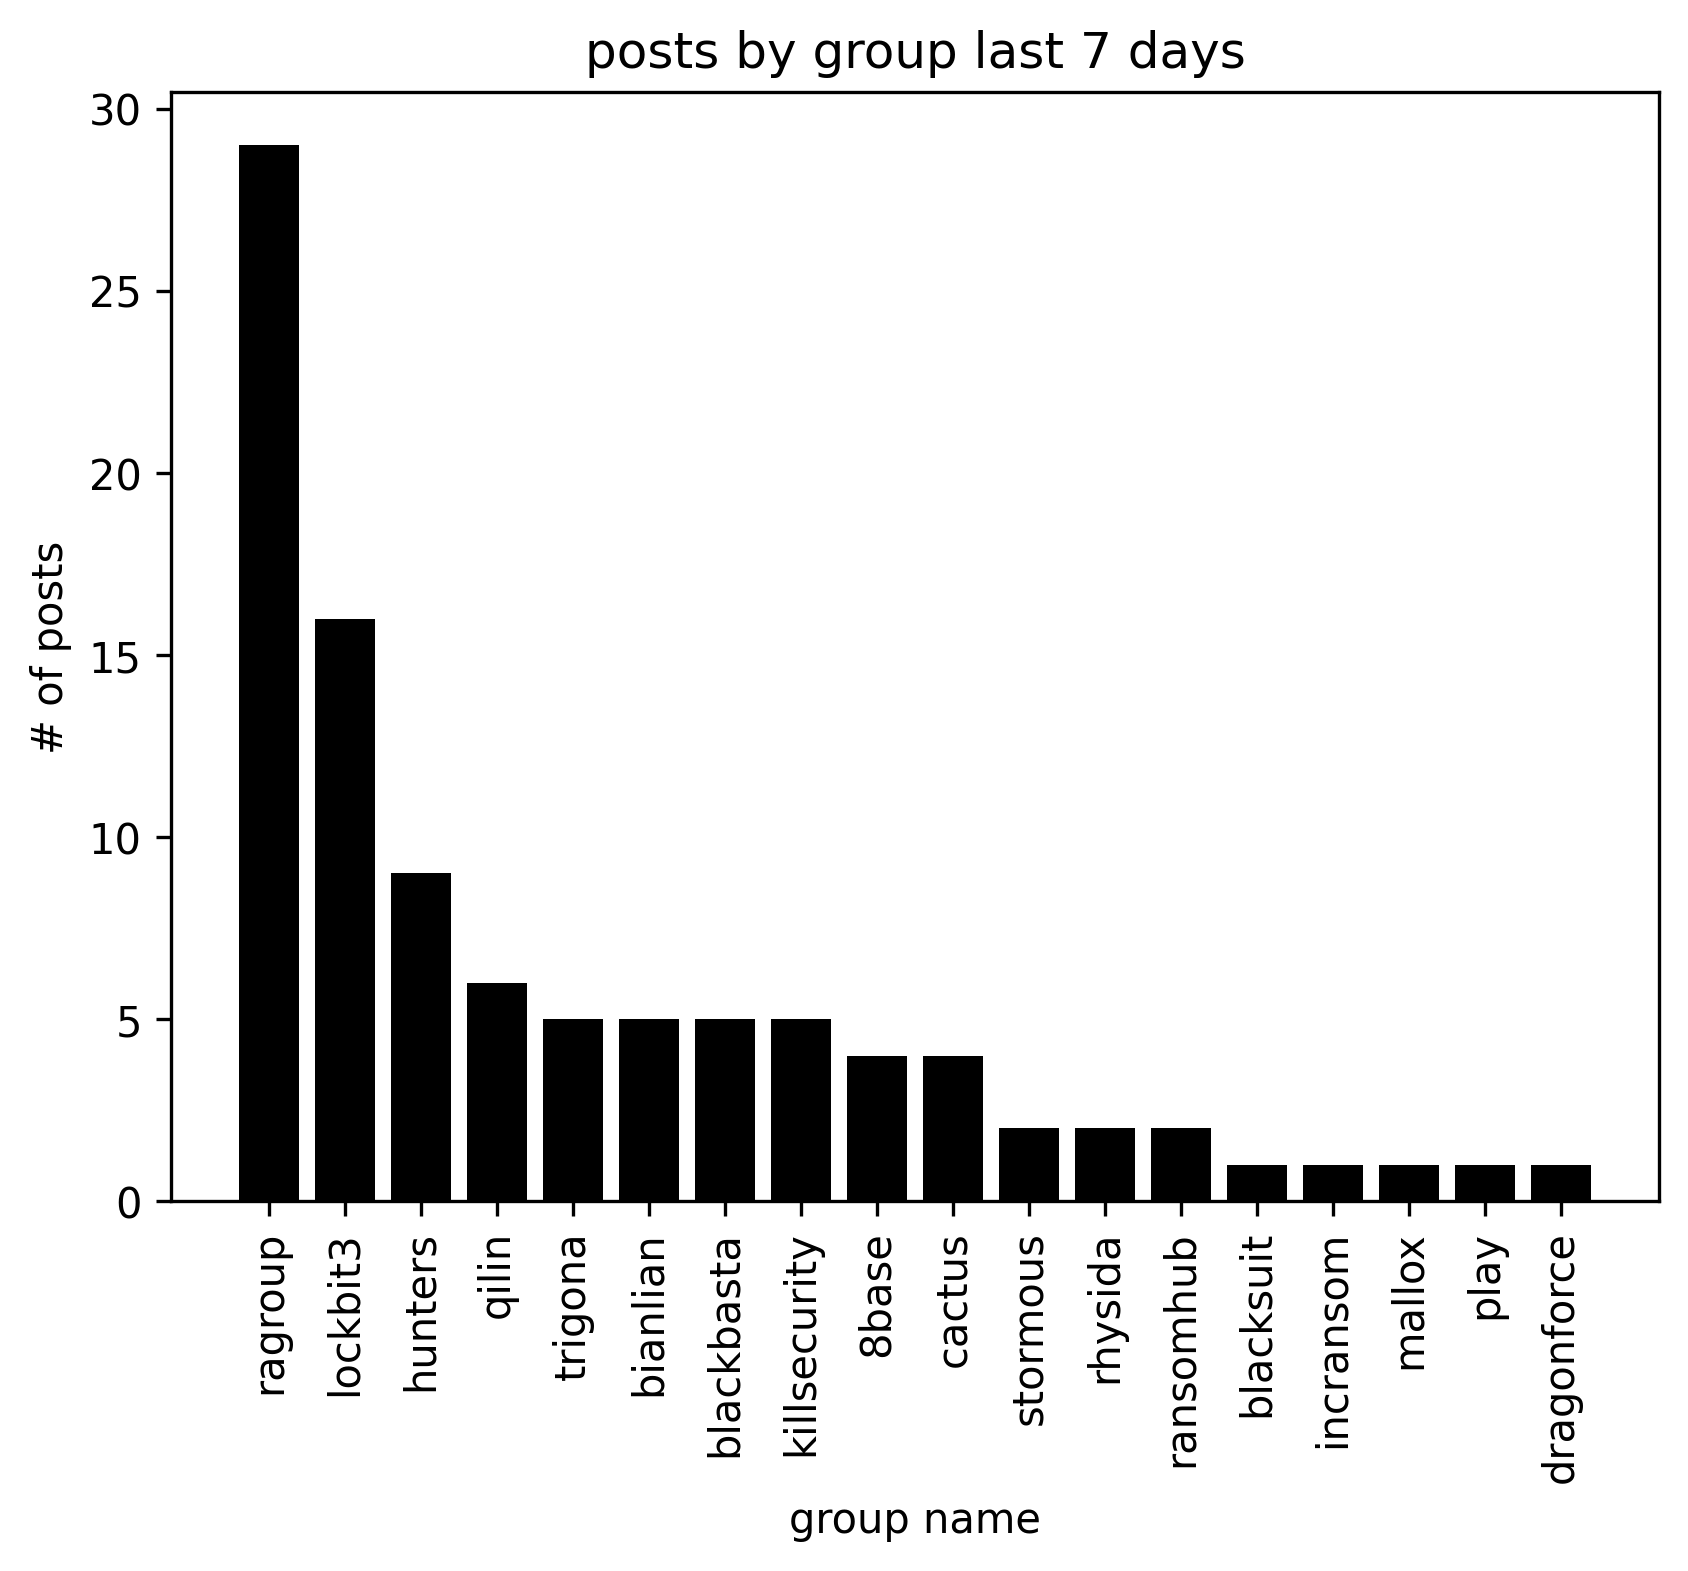 posts by group last 7 days
30
25
20
15
10
5
0
# of posts
ragroup
lockbit3
hunters
qilin
trigona
bianlian
blackbasta
killsecurity
8base
cactus
stormous
rhysida
ransomhub
blacksuit
incransom
mallox
play
dragonforce
group name